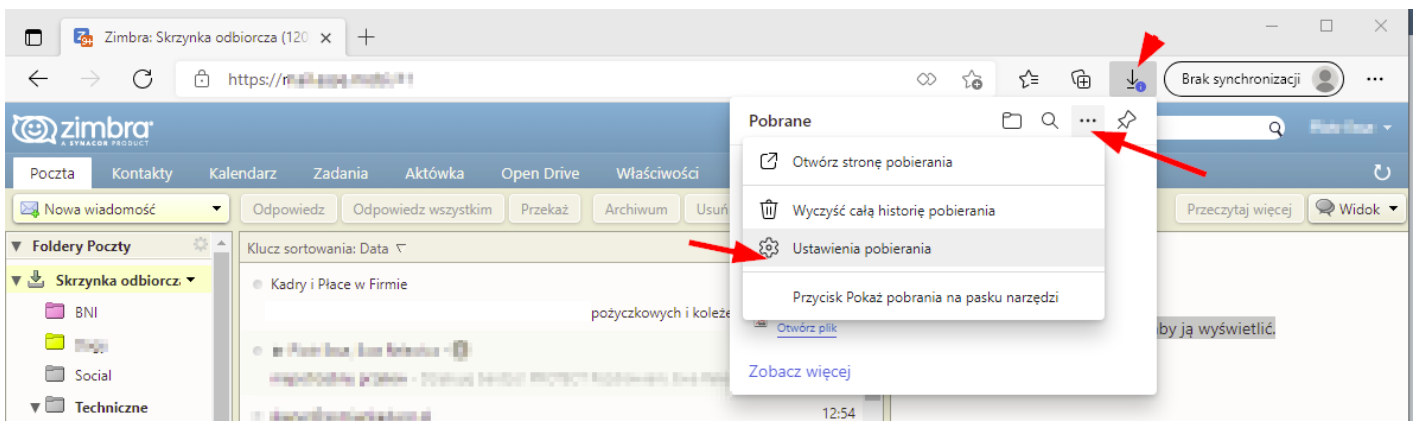 Zimbra: Skrzynka odbiorcza (120
https://m
Brak synchronizacji
zimbra
A SYNACOR PRODUCT
Pobrane
Poczta Kontakty Kalendarz Zadania Aktówka Open Drive Właściwości
Otwórz stronę pobierania
Nowa wiadomość Odpowiedz Odpowiedz wszystkim Przekaż Archiwum Usuń Przeczytaj więcej Widok
Wyczyść całą historię pobierania
Foldery Poczty Klucz sortowania: Data
Ustawienia pobierania
Skrzynka odbiorcz
Kadry i Płace w Firmie
Przycisk Pokaż pobrania na pasku narzędzi
BNI
pożyczkowych i koleże
Otwórz plik
by ją wyświetlić.
Social
Zobacz więcej
Techniczne
12:54